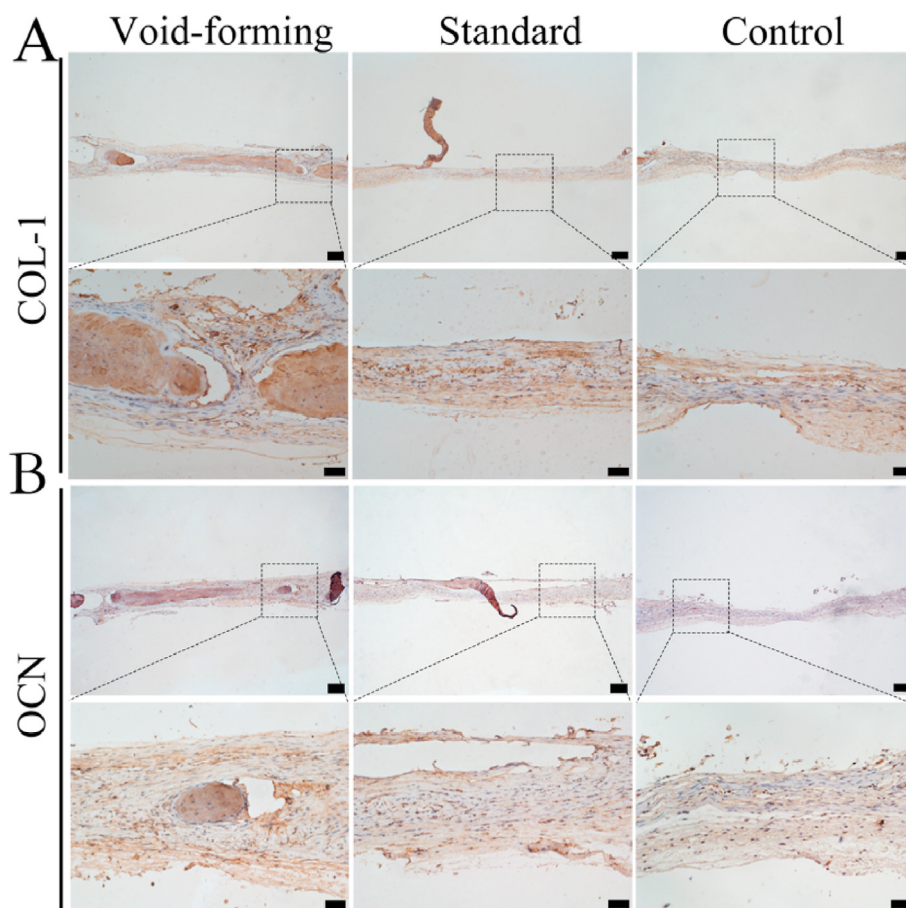 A
Void-forming
Standard
Control
COL-1
B
OCN